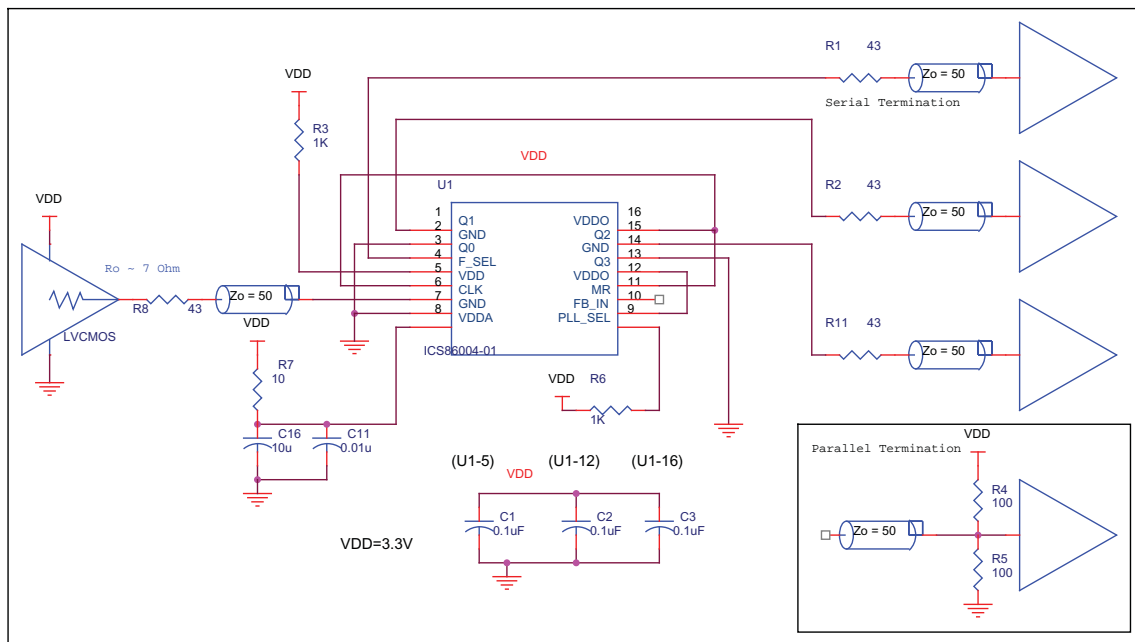 R1 43
Zo = 50
Serial Termination
VDD
R3
1K
VDD
R2 43
Zo = 50
U1
VDD
1
2
3
4
5
6
7
8
Q1
GND
Q0
F_SEL
VDD
CLK
GND
VDDA
16
15
14
13
12
11
10
9
VDDO
Q2
GND
Q3
VDDO
MR
FB_IN
PLL_SEL
ICS86004-01
Ro ~ 7 Ohm
R8 43
Zo = 50
LVCMOS
VDD
R7
10
C16
10u
C11
0.01u
VDD
R6
1K
R11 43
Zo = 50
(U1-5)
(U1-12)
(U1-16)
VDD
C1
0.1uF
C2
0.1uF
C3
0.1uF
VDD=3.3V
VDD
Parallel Termination
R4
100
Zo = 50
R5
100